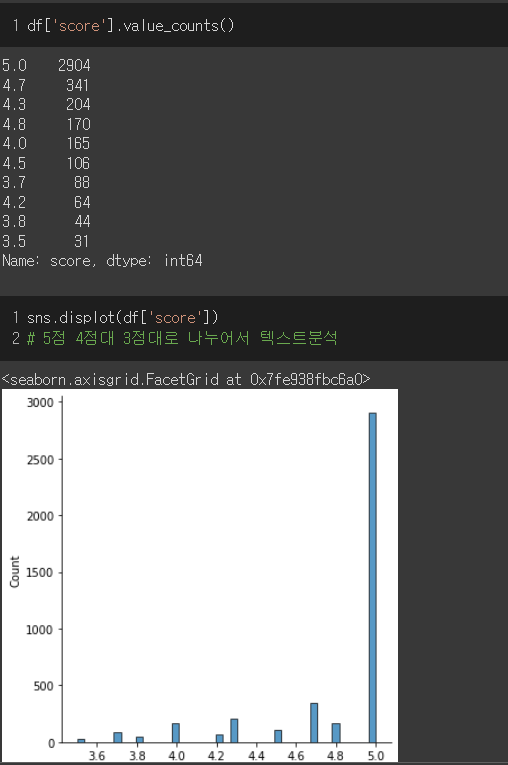 1 df['score'].value_counts()
5.0 2904
4.7 341
4.3 204
4.8 170
4.0 165
4.5 106
3.7 88
4.2 64
3.8 44
3.5 31
Name: score, dtype: int64
1 sns.displot(df['score'])
2 # 5점 4점대 3점대로 나누어서 텍스트분석
<seaborn.axisgrid.FacetGrid at 0x7fe938fbc6a0>
3000
2500
2000
1500
1000
500
0
Count
3.6 3.8 4.0 4.2 4.4 4.6 4.8 5.0